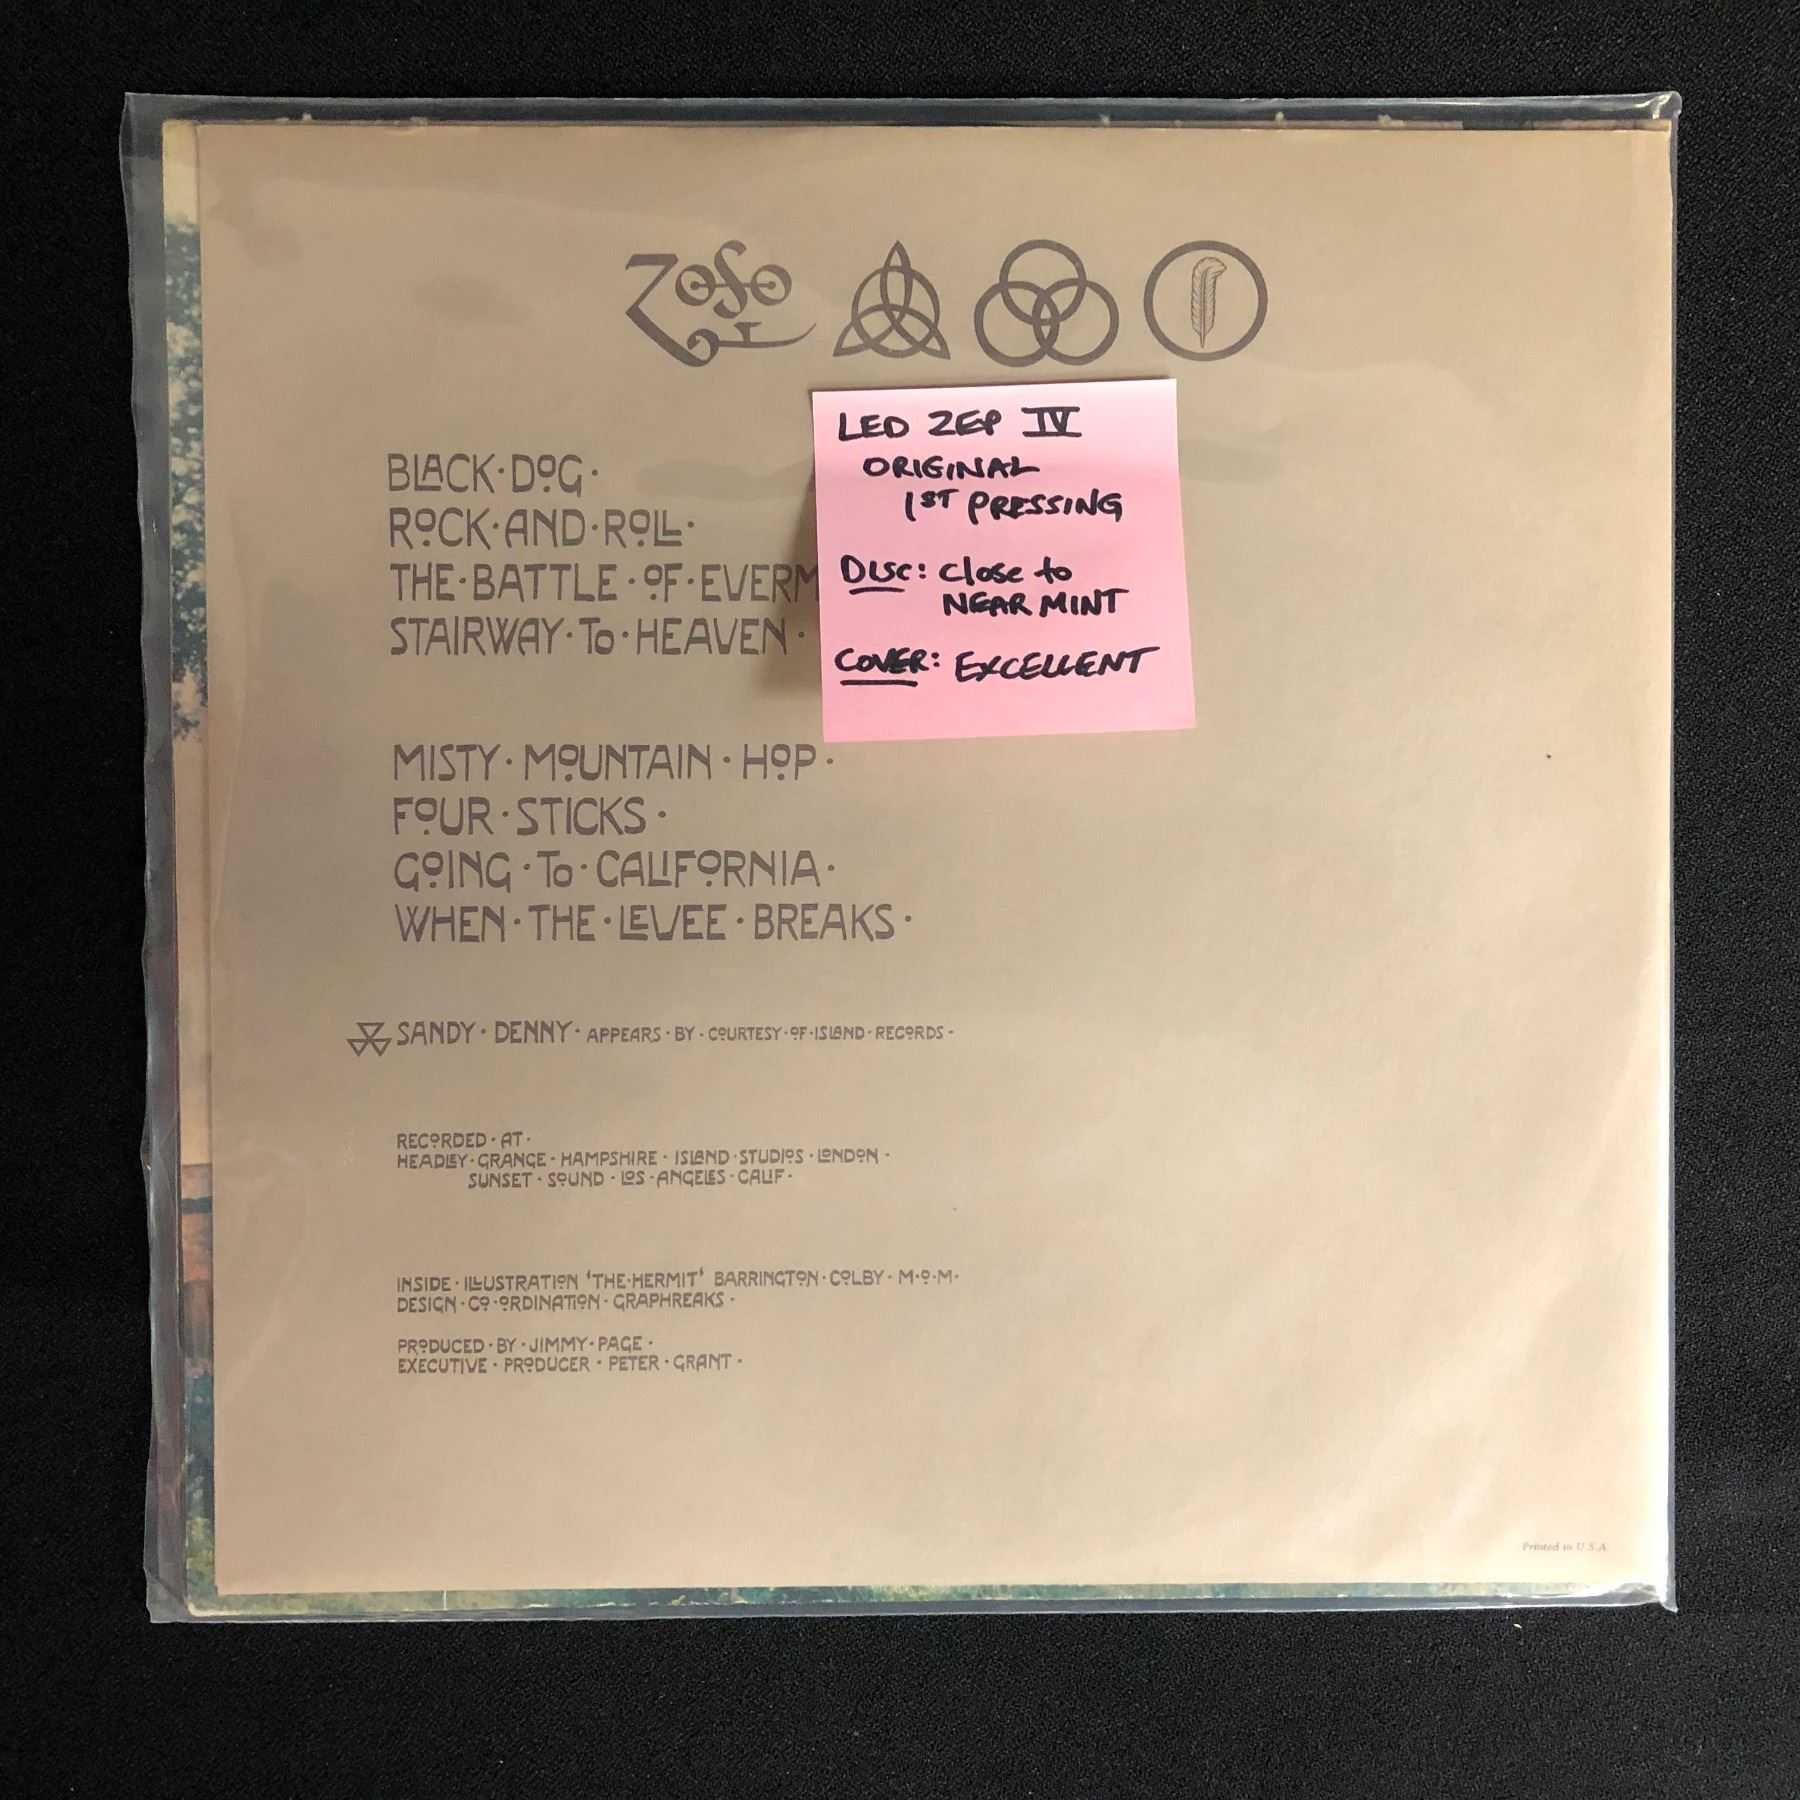 ZOSO
LED ZEP IV
ORIGINAL
1ST PRESSING
DISC: Close to
NEAR MINT
COVER: EXCELLENT
BLACK·DOG·
ROCK·AND·ROLL·
THE·BATTLE·OF·EVERM
STAIRWAY·TO·HEAVEN·
MISTY·MOUNTAIN·HOP·
FOUR·STICKS·
GOING·TO·CALIFORNIA·
WHEN·THE·LEVEE·BREAKS·
SANDY·DENNY·APPEARS·BY·COURTESY·OF·ISLAND·RECORDS·
RECORDED·AT·
HEADLEY·GRANGE·HAMPSHIRE·ISLAND·STUDIOS·LONDON·
SUNSET·SOUND·LOS·ANGELES·CALIF·
INSIDE·ILLUSTRATION 'THE·HERMIT' BARRINGTON·COLBY·M·O·M·
DESIGN·CO·ORDINATION·GRAPHREAKS·
PRODUCED·BY·JIMMY·PAGE·
EXECUTIVE·PRODUCER·PETER·GRANT·
Printed in U.S.A.